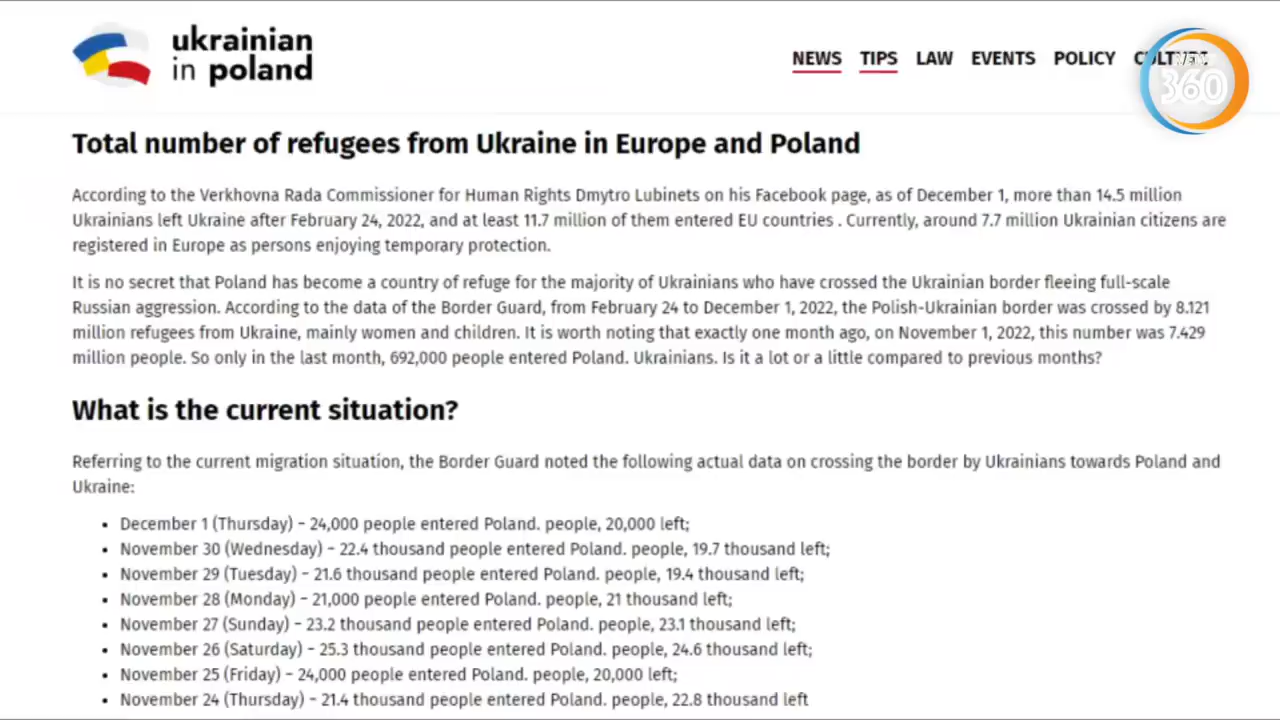 ukrainian
in poland
NEWS TIPS LAW EVENTS POLICY CULTURE
360
Total number of refugees from Ukraine in Europe and Poland
According to the Verkhovna Rada Commissioner for Human Rights Dmytro Lubinets on his Facebook page, as of December 1, more than 14.5 million
Ukrainians left Ukraine after February 24, 2022, and at least 11.7 million of them entered EU countries . Currently, around 7.7 million Ukrainian citizens are
registered in Europe as persons enjoying temporary protection.
It is no secret that Poland has become a country of refuge for the majority of Ukrainians who have crossed the Ukrainian border fleeing full-scale
Russian aggression. According to the data of the Border Guard, from February 24 to December 1, 2022, the Polish-Ukrainian border was crossed by 8.121
million refugees from Ukraine, mainly women and children. It is worth noting that exactly one month ago, on November 1, 2022, this number was 7.429
million people. So only in the last month, 692,000 people entered Poland. Ukrainians. Is it a lot or a little compared to previous months?
What is the current situation?
Referring to the current migration situation, the Border Guard noted the following actual data on crossing the border by Ukrainians towards Poland and
Ukraine:
• December 1 (Thursday) - 24,000 people entered Poland. people, 20,000 left;
• November 30 (Wednesday) - 22.4 thousand people entered Poland. people, 19.7 thousand left;
• November 29 (Tuesday) - 21.6 thousand people entered Poland. people, 19.4 thousand left;
• November 28 (Monday) - 21,000 people entered Poland. people, 21 thousand left;
• November 27 (Sunday) - 23.2 thousand people entered Poland. people, 23.1 thousand left;
• November 26 (Saturday) - 25.3 thousand people entered Poland. people, 24.6 thousand left;
• November 25 (Friday) - 24,000 people entered Poland. people, 20,000 left;
• November 24 (Thursday) - 21.4 thousand people entered Poland. people, 22.8 thousand left